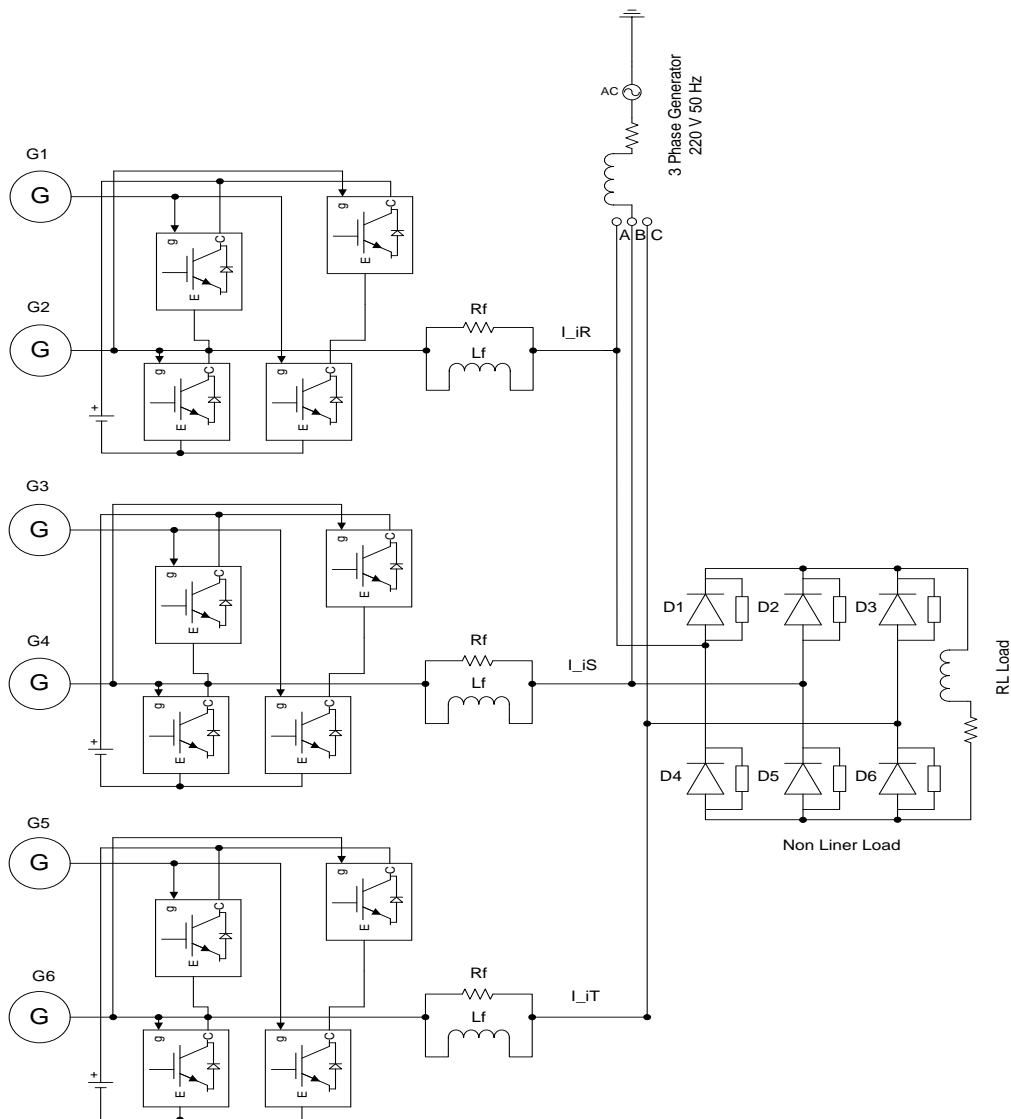 3 Phase Generator
220 V 50 Hz
AC
A B C
G1
G
g C E
g C E
G2
G
Rf
Lf
I_iR
g C E
g C E
+
G3
G
g C E
g C E
G4
G
Rf
Lf
I_iS
g C E
g C E
+
D1 D2 D3
RL Load
D4 D5 D6
Non Liner Load
G5
G
g C E
g C E
G6
G
Rf
Lf
I_iT
g C E
g C E
+